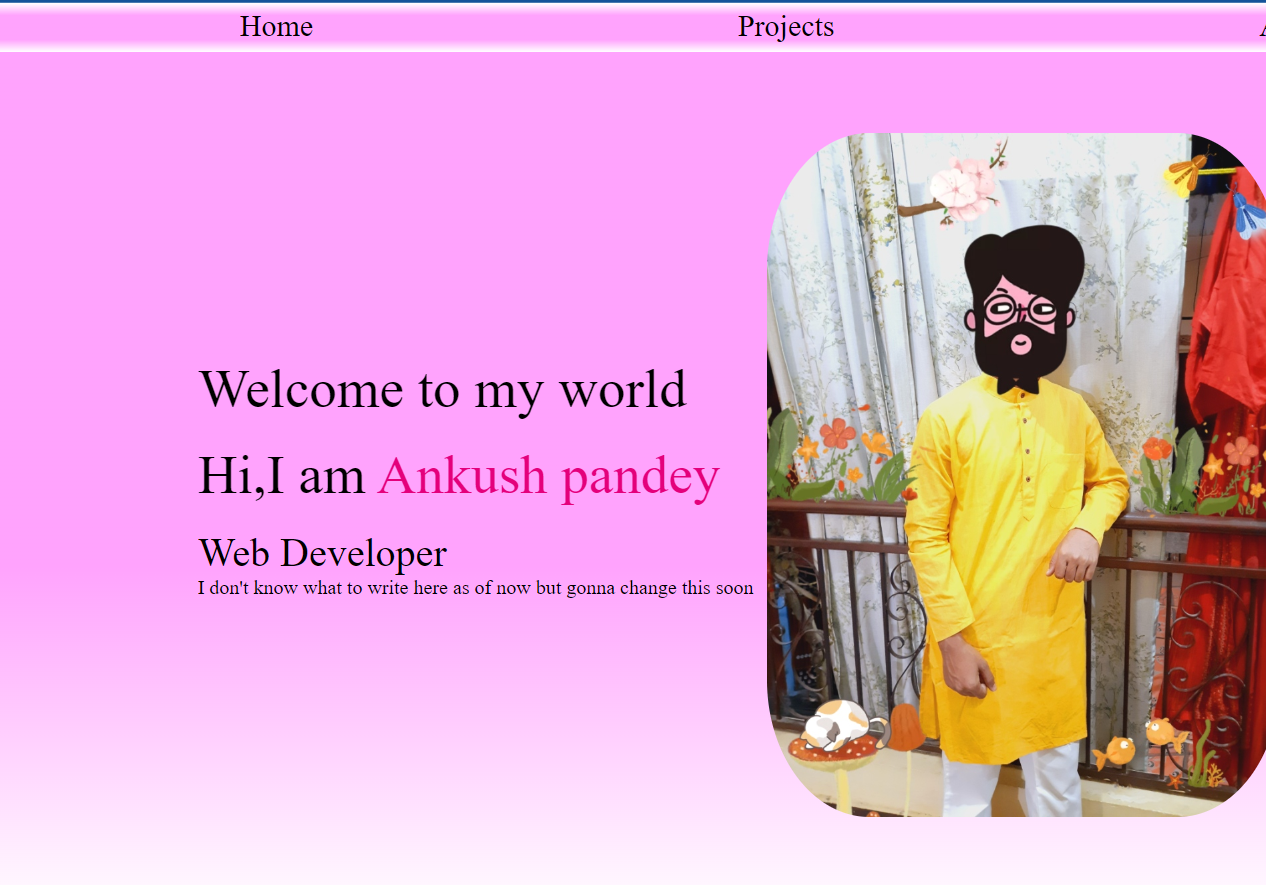 Home Projects
Welcome to my world
Hi,I am Ankush pandey
Web Developer
I don't know what to write here as of now but gonna change this soon